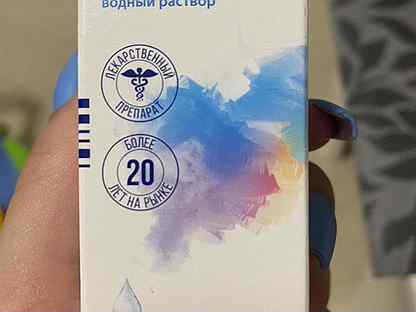 водный раствор
ЛЕКАРСТВЕННЫЙ
ПРЕПАРАТ
БОЛЕЕ
20
ЛЕТ НА РЫНКЕ